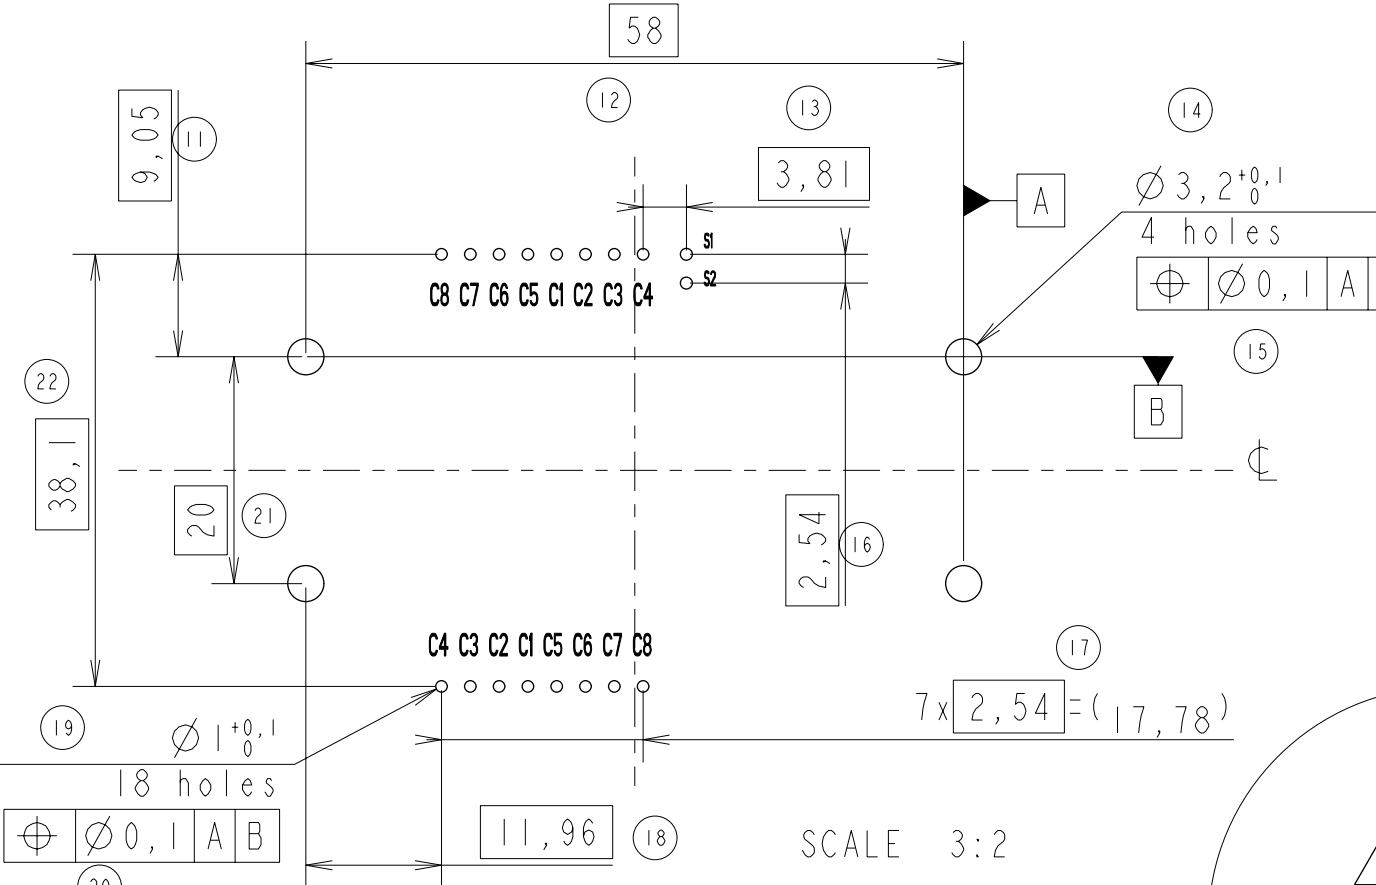 58
12
13
14
9,05
11
3,81
A
Ø3,2 +0,1 0
4 holes
⌖ Ø0,1 A
S1
S2
C8 C7 C6 C5 C1 C2 C3 C4
15
22
B
38,1
℄
20
21
2,54
16
C4 C3 C2 C1 C5 C6 C7 C8
17
7x 2,54 =(17,78)
19
Ø1 +0,1 0
18 holes
⌖ Ø0,1 A B
11,96
18
SCALE 3:2
20